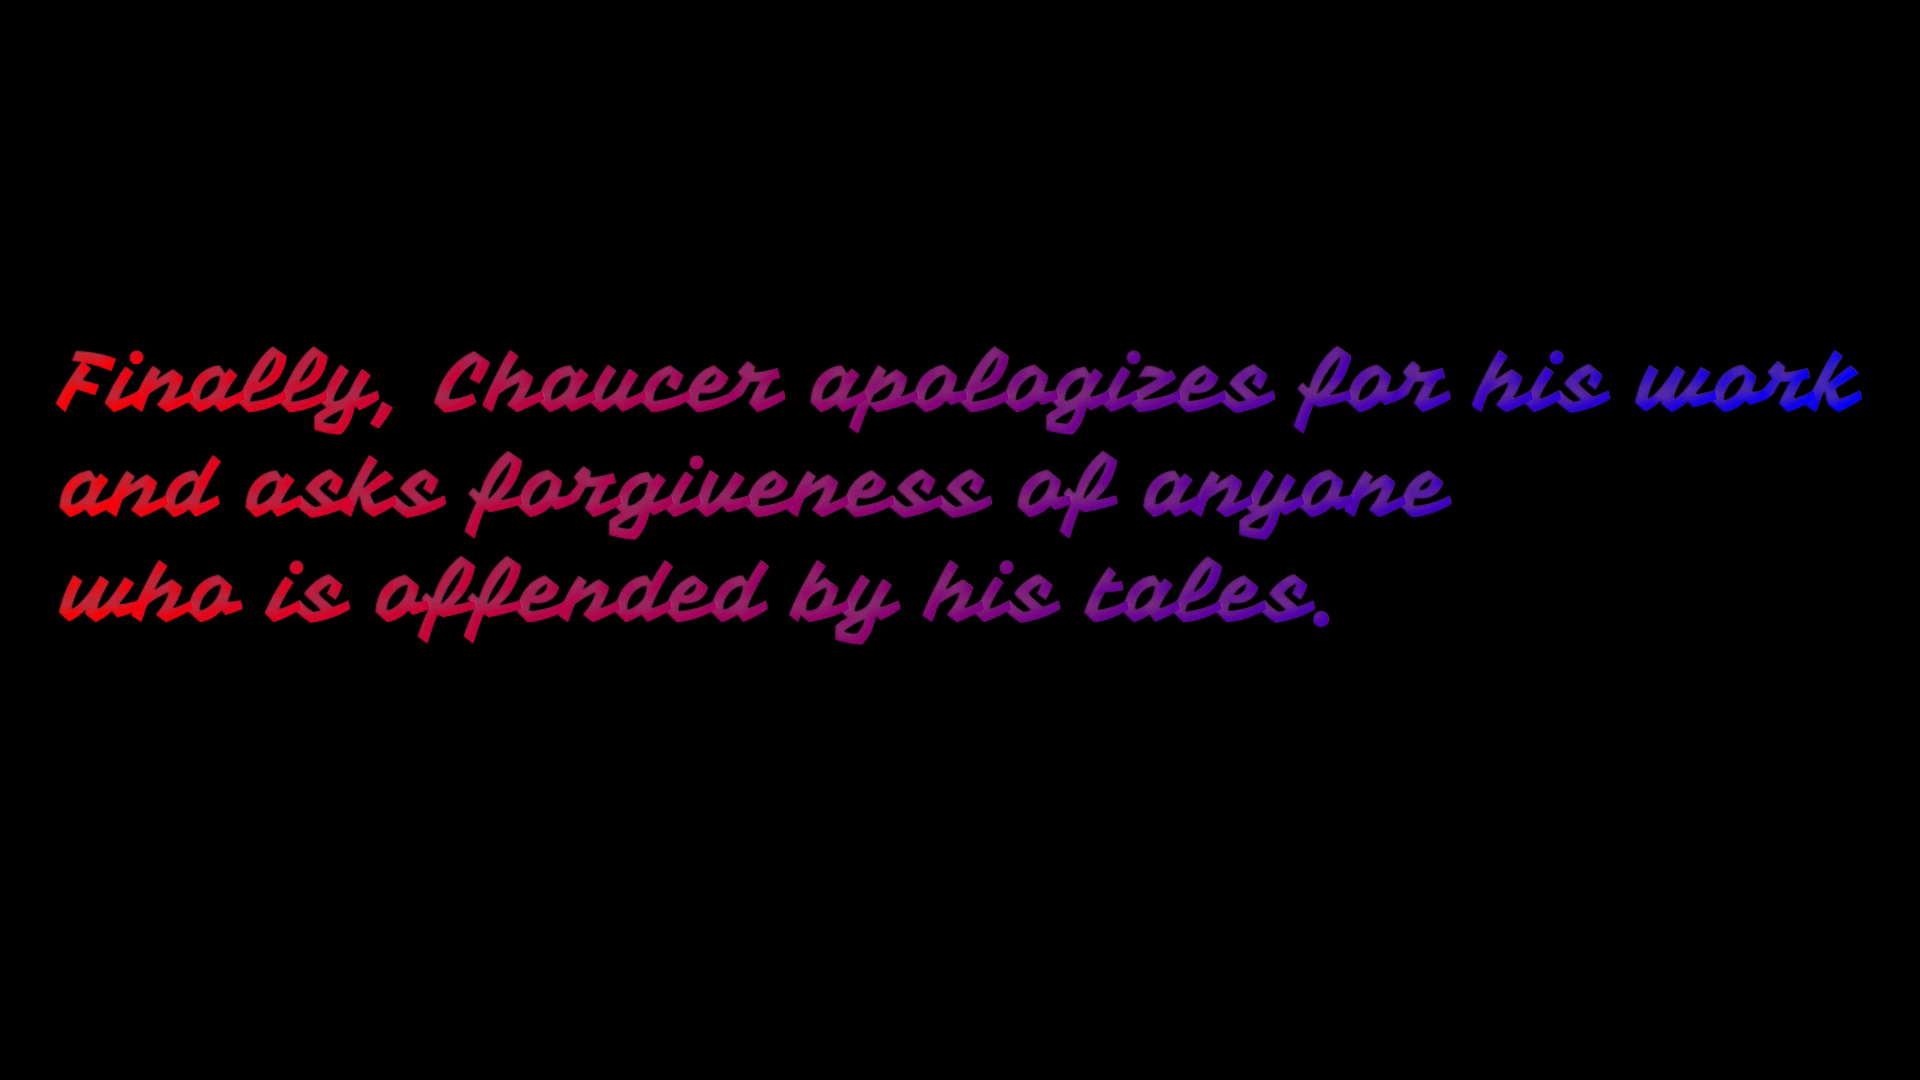 Finally, Chaucer apologizes for his work
and asks forgiveness of anyone
who is offended by his tales.